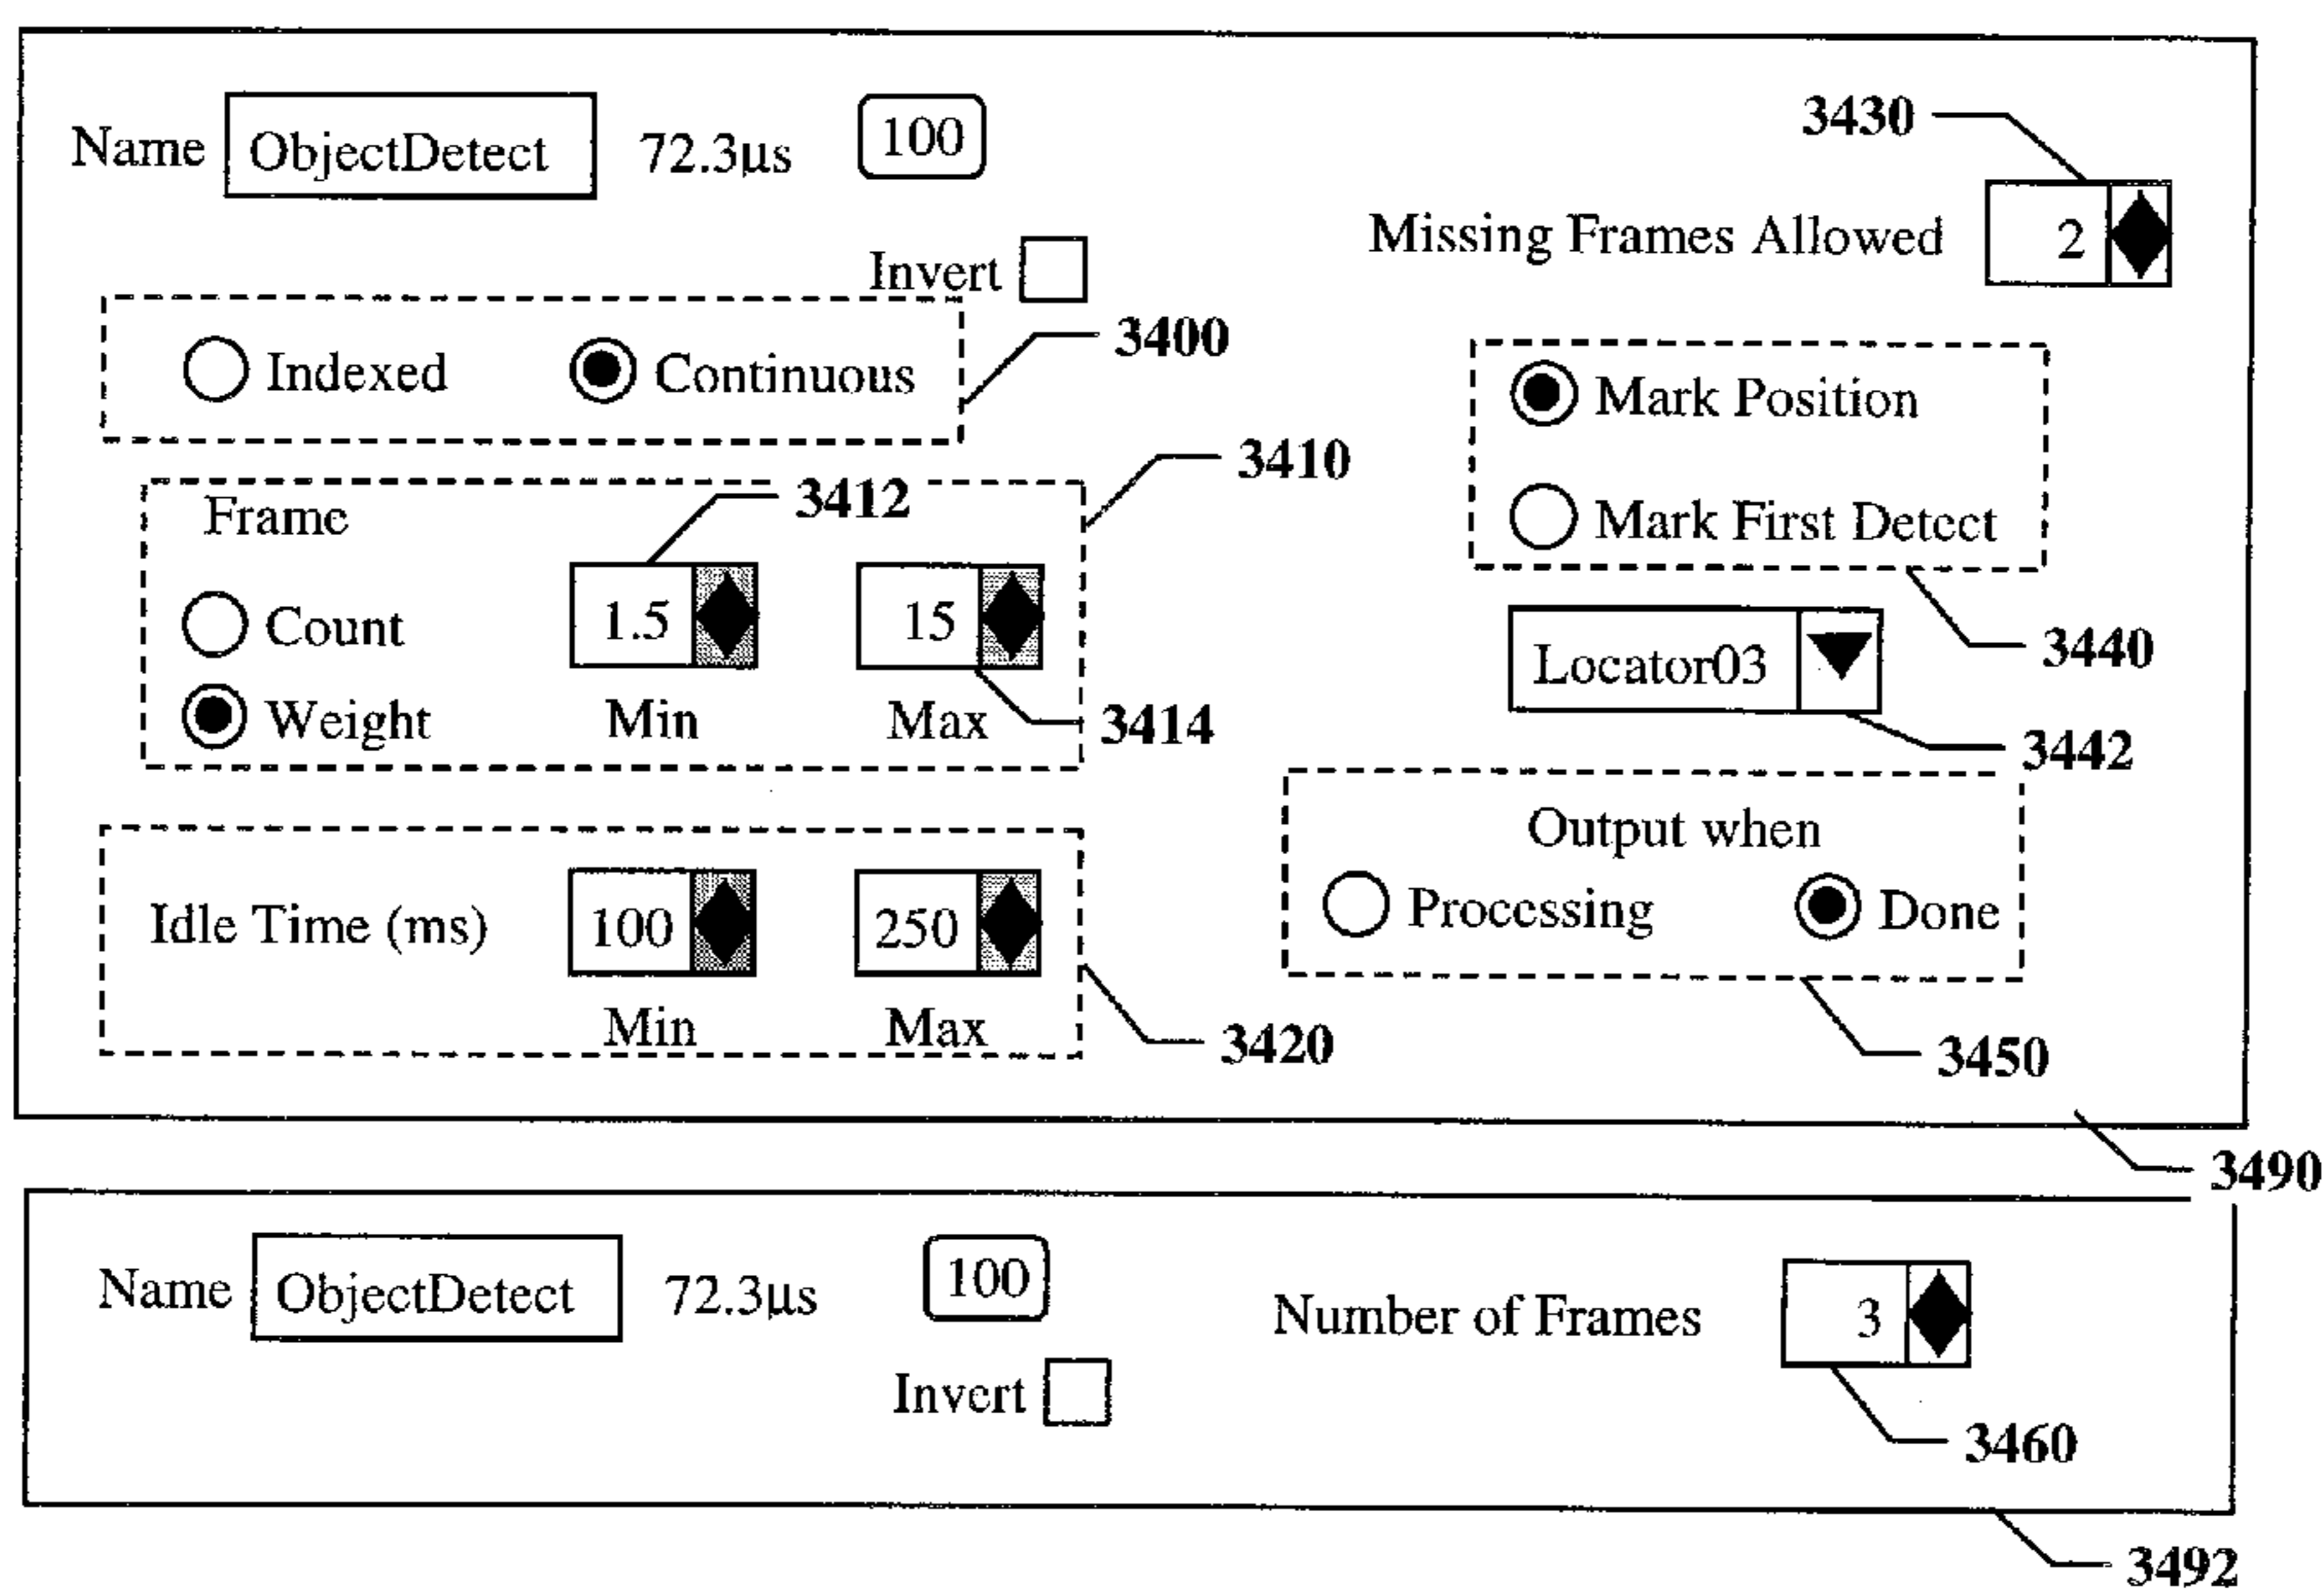 Name ObjectDetect 72.3µs 100
3430
Missing Frames Allowed 2
Invert
3400
Indexed Continuous
Mark Position
3410
3412
Frame
Mark First Detect
1.5 15
Count
3440
Locator03
Weight Min Max 3414
3442
Output when
Processing Done
Idle Time (ms) 100 250
Min Max 3420
3450
3490
Name ObjectDetect 72.3µs 100
Number of Frames 3
Invert
3460
3492